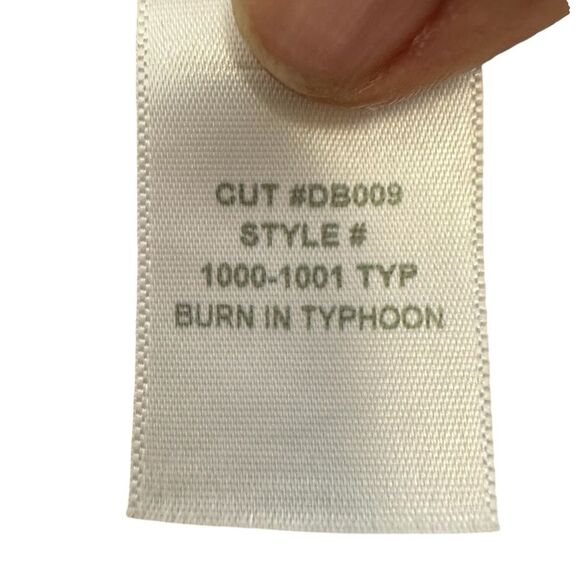 CUT #DB009
STYLE #
1000-1001 TYP
BURN IN TYPHOON